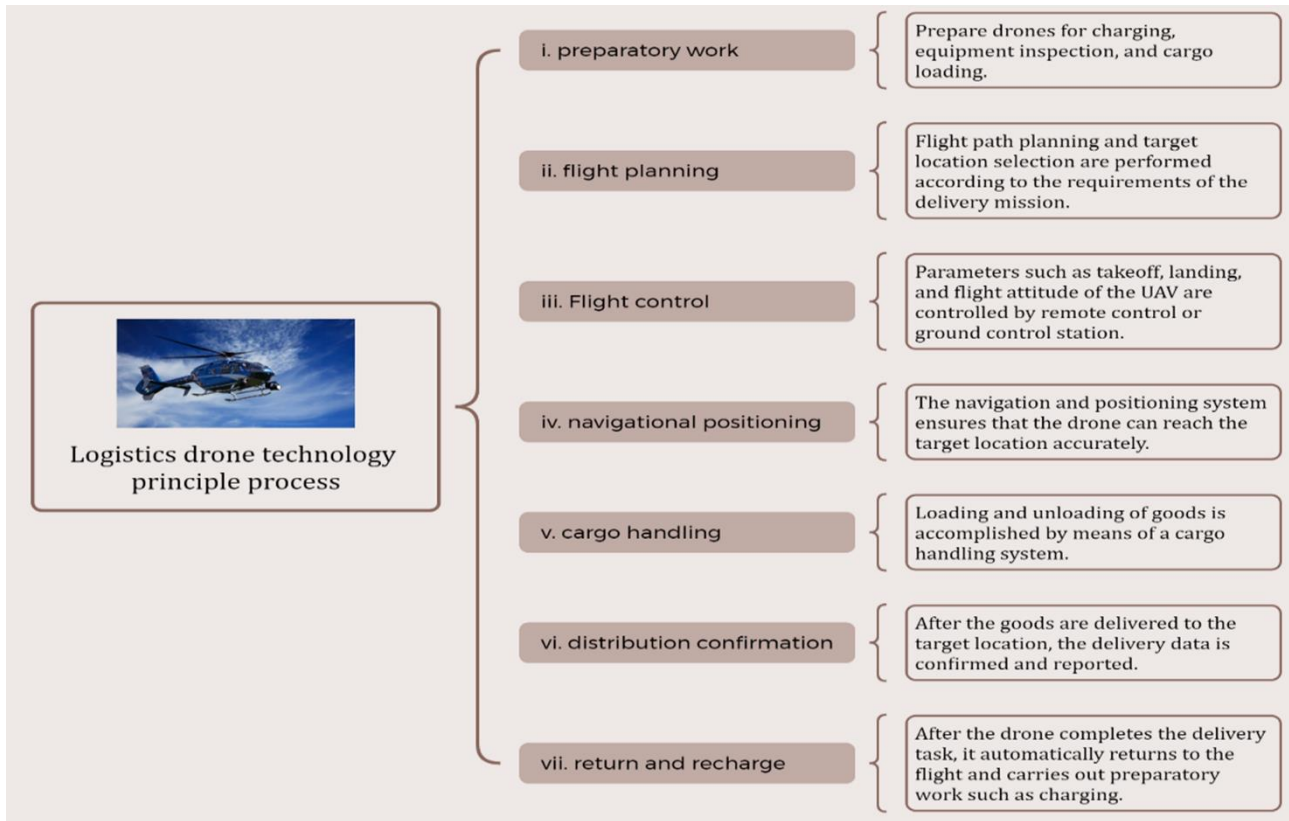 Logistics drone technology
principle process
i. preparatory work
Prepare drones for charging,
equipment inspection, and cargo
loading.
ii. flight planning
Flight path planning and target
location selection are performed
according to the requirements of the
delivery mission.
iii. Flight control
Parameters such as takeoff, landing,
and flight attitude of the UAV are
controlled by remote control or
ground control station.
iv. navigational positioning
The navigation and positioning system
ensures that the drone can reach the
target location accurately.
v. cargo handling
Loading and unloading of goods is
accomplished by means of a cargo
handling system.
vi. distribution confirmation
After the goods are delivered to the
target location, the delivery data is
confirmed and reported.
vii. return and recharge
After the drone completes the delivery
task, it automatically returns to the
flight and carries out preparatory
work such as charging.